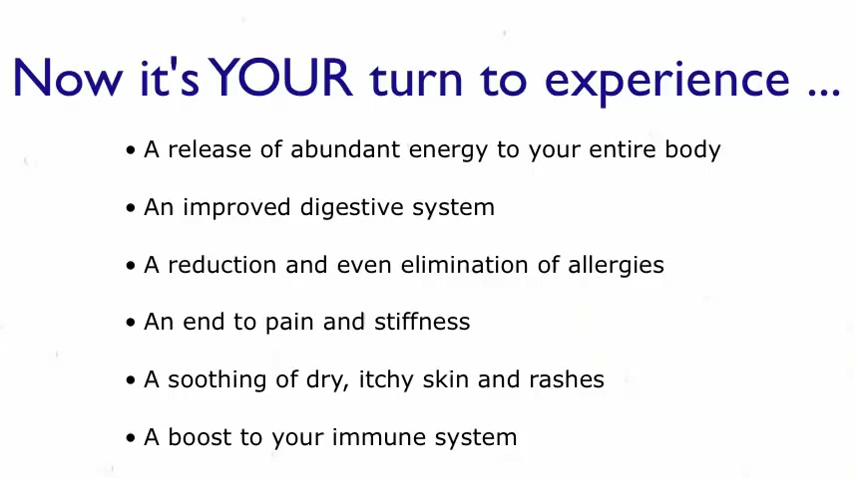 Now it's YOUR turn to experience ...
• A release of abundant energy to your entire body
• An improved digestive system
• A reduction and even elimination of allergies
• An end to pain and stiffness
• A soothing of dry, itchy skin and rashes
• A boost to your immune system